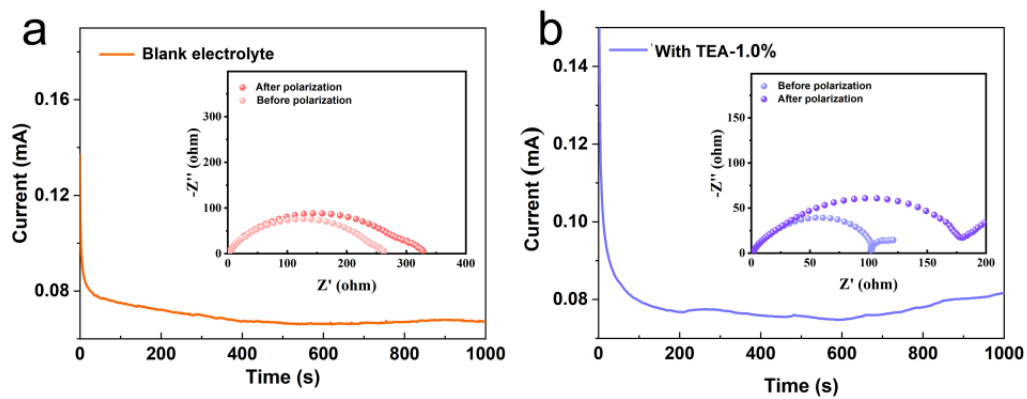 a
Blank electrolyte
Current (mA)
0.16
0.12
0.08
0
200
400
600
800
1000
Time (s)
After polarization
Before polarization
-Z'' (ohm)
300
200
100
0
0
100
200
300
400
Z' (ohm)
b
With TEA-1.0%
Current (mA)
0.14
0.12
0.10
0.08
0
200
400
600
800
1000
Time (s)
Before polarization
After polarization
-Z'' (ohm)
150
100
50
0
0
50
100
150
200
Z' (ohm)